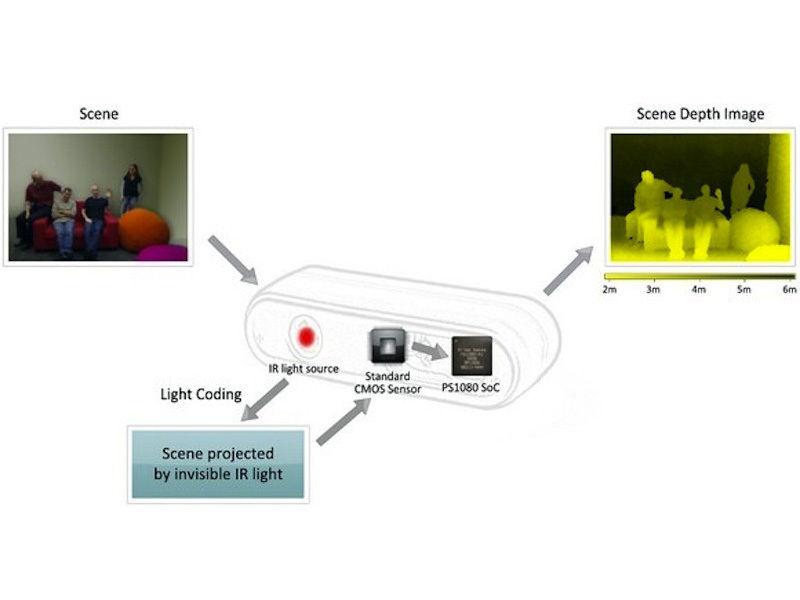 Scene
Scene Depth Image
2m 3m 4m 5m 6m
IR light source
Standard
CMOS Sensor
PS1080 SoC
Light Coding
Scene projected
by invisible IR light